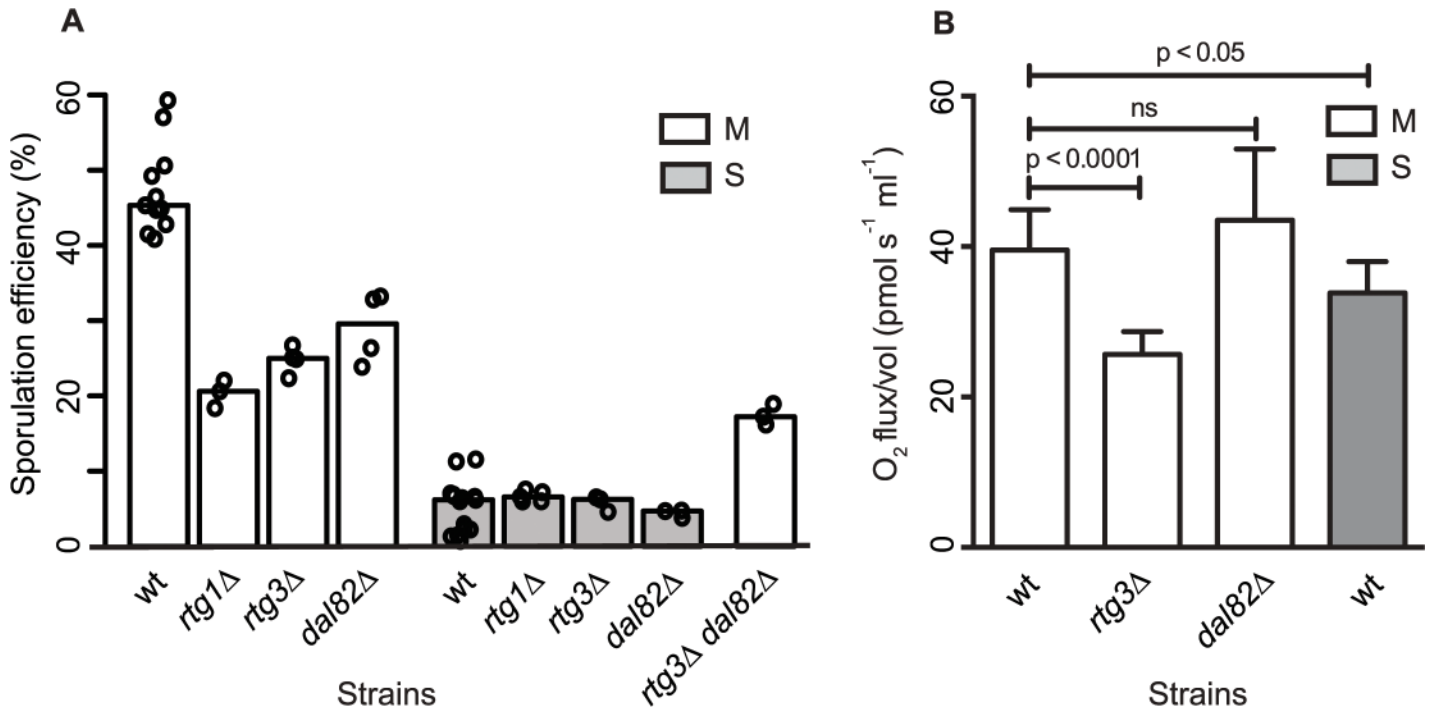 A
Sporulation efficiency (%)
60
40
20
0
M
S
wt
rtg1Δ
rtg3Δ
dal82Δ
wt
rtg1Δ
rtg3Δ
dal82Δ
rtg3Δ dal82Δ
Strains
B
O2 flux/vol (pmol s-1 ml-1)
60
40
20
0
p < 0.05
ns
p < 0.0001
M
S
wt
rtg3Δ
dal82Δ
wt
Strains